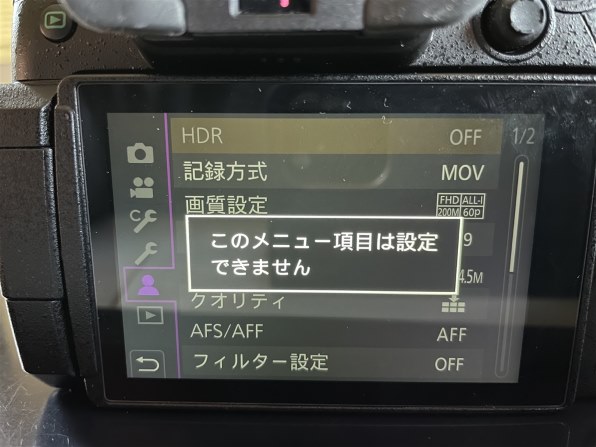 HDR OFF 1/2
記録方式 MOV
画質設定 FHD ALL-I 200M 60p
このメニュー項目は設定
できません
9
4.5M
クオリティ
AFS/AFF AFF
フィルター設定 OFF
C